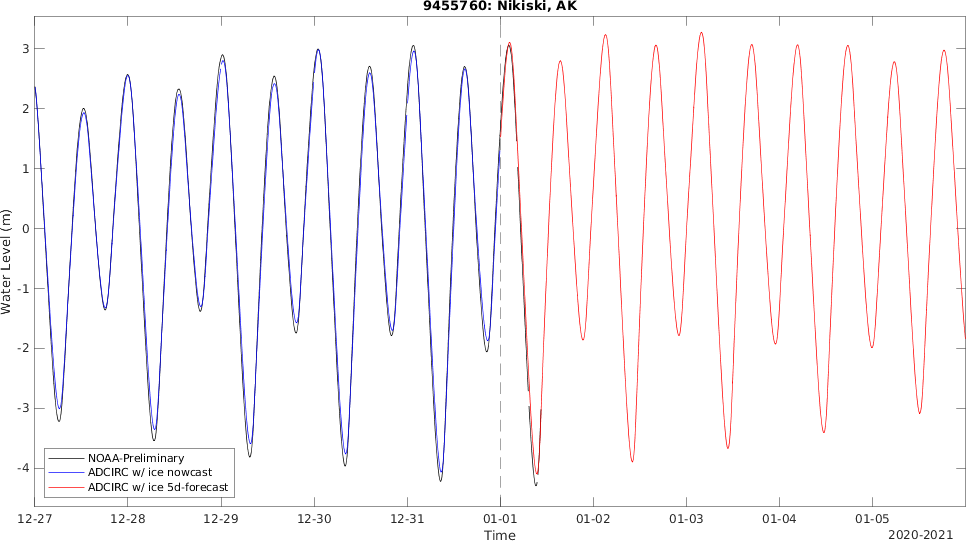 9455760: Nikiski, AK
3
2
1
0
-1
-2
-3
-4
Water Level (m)
NOAA-Preliminary
ADCIRC w/ ice nowcast
ADCIRC w/ ice 5d-forecast
12-27 12-28 12-29 12-30 12-31 01-01 01-02 01-03 01-04 01-05
Time
2020-2021